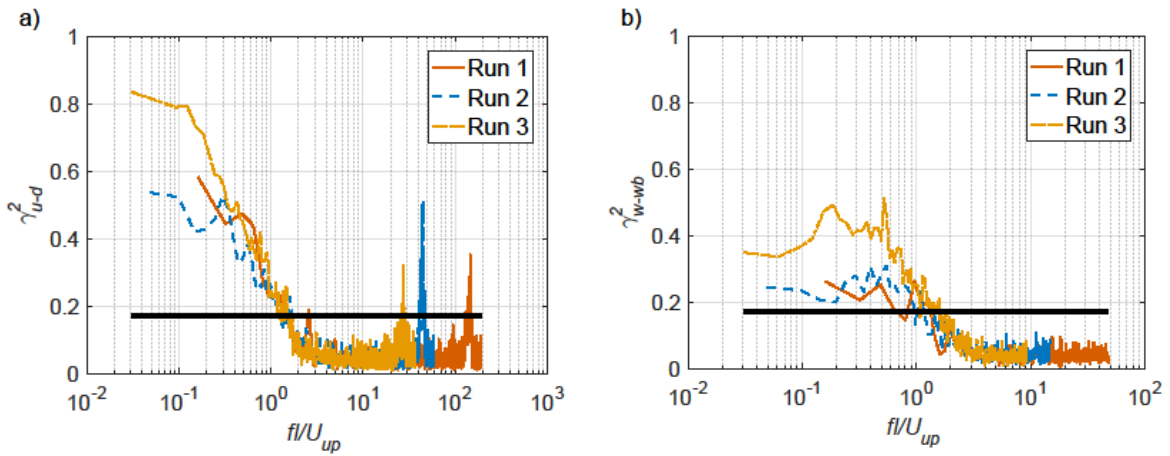 a)
1
0.8
0.6
0.4
0.2
0
γ²u-d
10⁻² 10⁻¹ 10⁰ 10¹ 10² 10³
fl/Uup
Run 1
Run 2
Run 3
b)
1
0.8
0.6
0.4
0.2
0
γ²w-wb
10⁻² 10⁻¹ 10⁰ 10¹ 10²
fl/Uup
Run 1
Run 2
Run 3